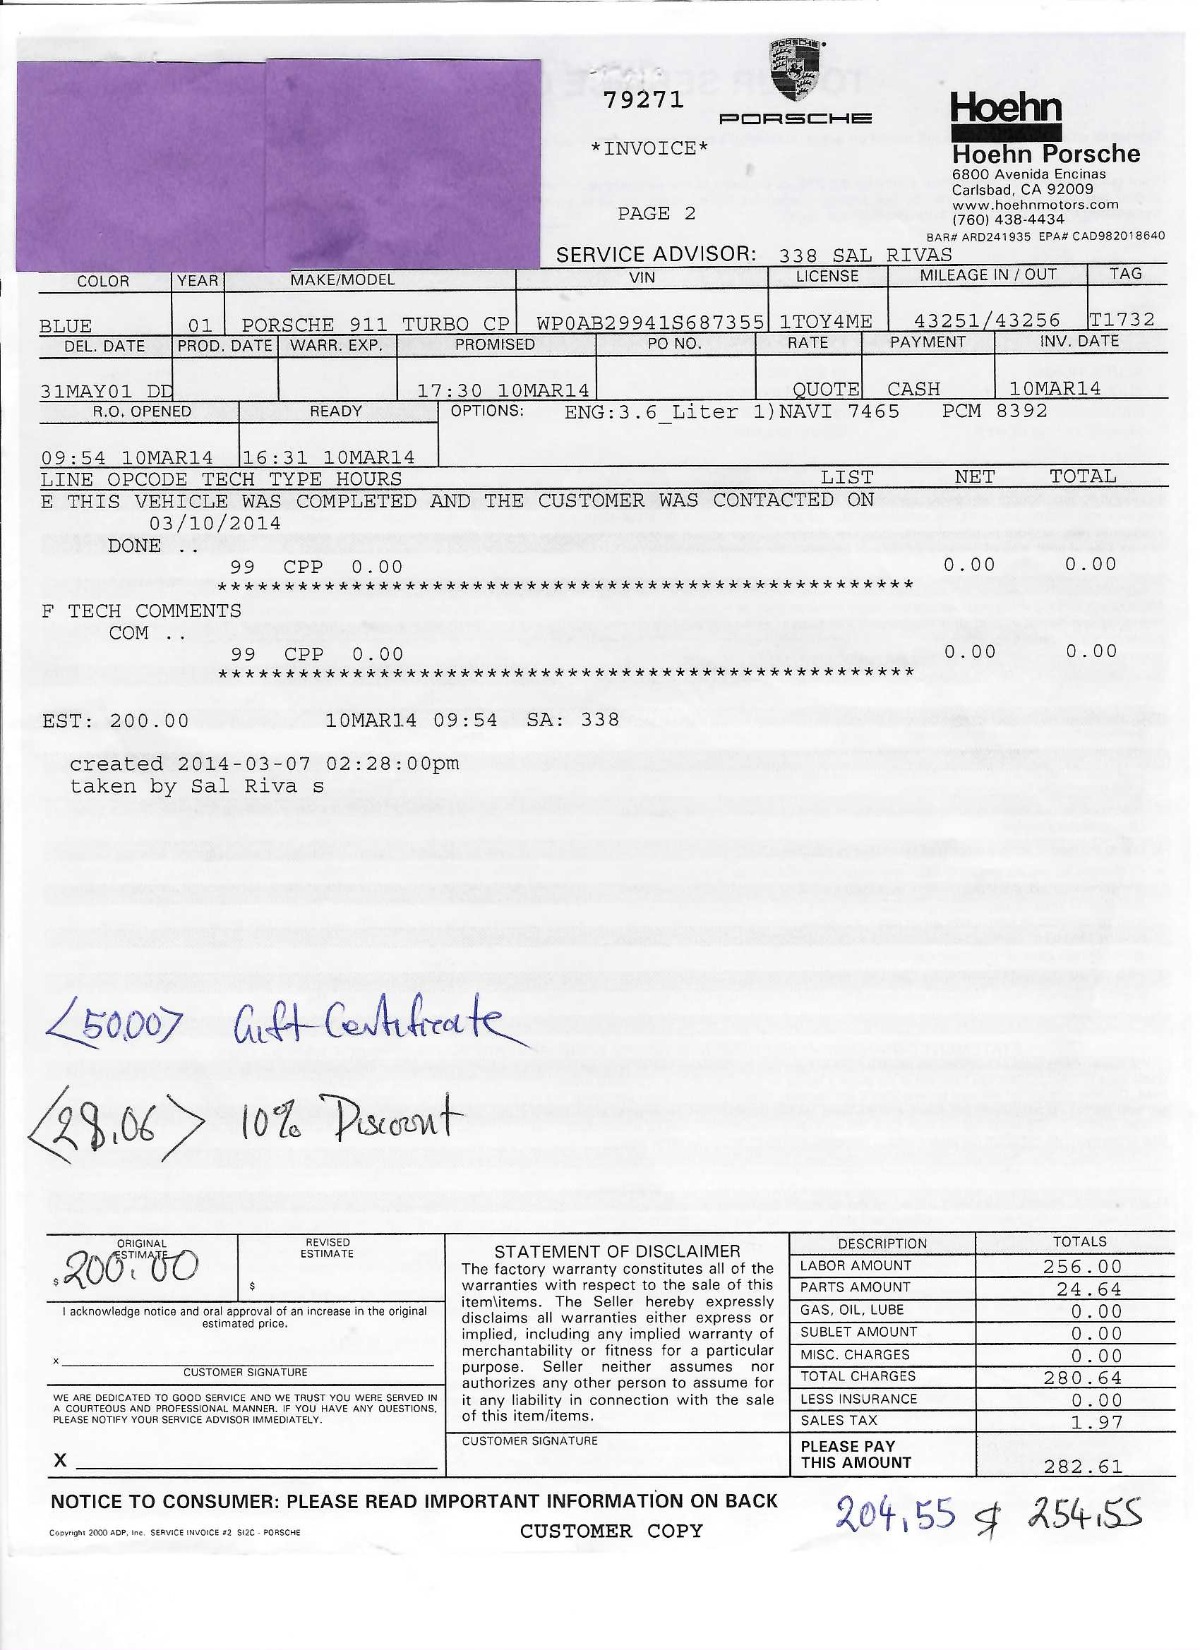 79271
PORSCHE
PORSCHE
*INVOICE*
PAGE 2
Hoehn
Hoehn Porsche
6800 Avenida Encinas
Carlsbad, CA 92009
www.hoehnmotors.com
(760) 438-4434
BAR# ARD241935 EPA# CAD982018640
SERVICE ADVISOR: 338 SAL RIVAS
COLOR YEAR MAKE/MODEL VIN LICENSE MILEAGE IN / OUT TAG
BLUE 01 PORSCHE 911 TURBO CP WP0AB29941S687355 1TOY4ME 43251/43256 T1732
DEL. DATE PROD. DATE WARR. EXP. PROMISED PO NO. RATE PAYMENT INV. DATE
31MAY01 DD 17:30 10MAR14 QUOTE CASH 10MAR14
R.O. OPENED READY OPTIONS: ENG:3.6_Liter 1)NAVI 7465 PCM 8392
09:54 10MAR14 16:31 10MAR14
LINE OPCODE TECH TYPE HOURS LIST NET TOTAL
E THIS VEHICLE WAS COMPLETED AND THE CUSTOMER WAS CONTACTED ON
03/10/2014
DONE ..
99 CPP 0.00 0.00 0.00
****************************************************
F TECH COMMENTS
COM ..
99 CPP 0.00 0.00 0.00
****************************************************
EST: 200.00 10MAR14 09:54 SA: 338
created 2014-03-07 02:28:00pm
taken by Sal Riva s
<50.00> Gift Certificate
<28.06> 10% Discount
ORIGINAL
ESTIMATE
$ 200.00
REVISED
ESTIMATE
$
I acknowledge notice and oral approval of an increase in the original
estimated price.
x
CUSTOMER SIGNATURE
WE ARE DEDICATED TO GOOD SERVICE AND WE TRUST YOU WERE SERVED IN
A COURTEOUS AND PROFESSIONAL MANNER. IF YOU HAVE ANY QUESTIONS,
PLEASE NOTIFY YOUR SERVICE ADVISOR IMMEDIATELY.
X
STATEMENT OF DISCLAIMER
The factory warranty constitutes all of the
warranties with respect to the sale of this
item\items. The Seller hereby expressly
disclaims all warranties either express or
implied, including any implied warranty of
merchantability or fitness for a particular
purpose. Seller neither assumes nor
authorizes any other person to assume for
it any liability in connection with the sale
of this item/items.
CUSTOMER SIGNATURE
DESCRIPTION TOTALS
LABOR AMOUNT 256.00
PARTS AMOUNT 24.64
GAS, OIL, LUBE 0.00
SUBLET AMOUNT 0.00
MISC. CHARGES 0.00
TOTAL CHARGES 280.64
LESS INSURANCE 0.00
SALES TAX 1.97
PLEASE PAY
THIS AMOUNT 282.61
NOTICE TO CONSUMER: PLEASE READ IMPORTANT INFORMATION ON BACK
Copyright 2000 ADP, Inc. SERVICE INVOICE #2 SI2C - PORSCHE
CUSTOMER COPY
204.55 254.55